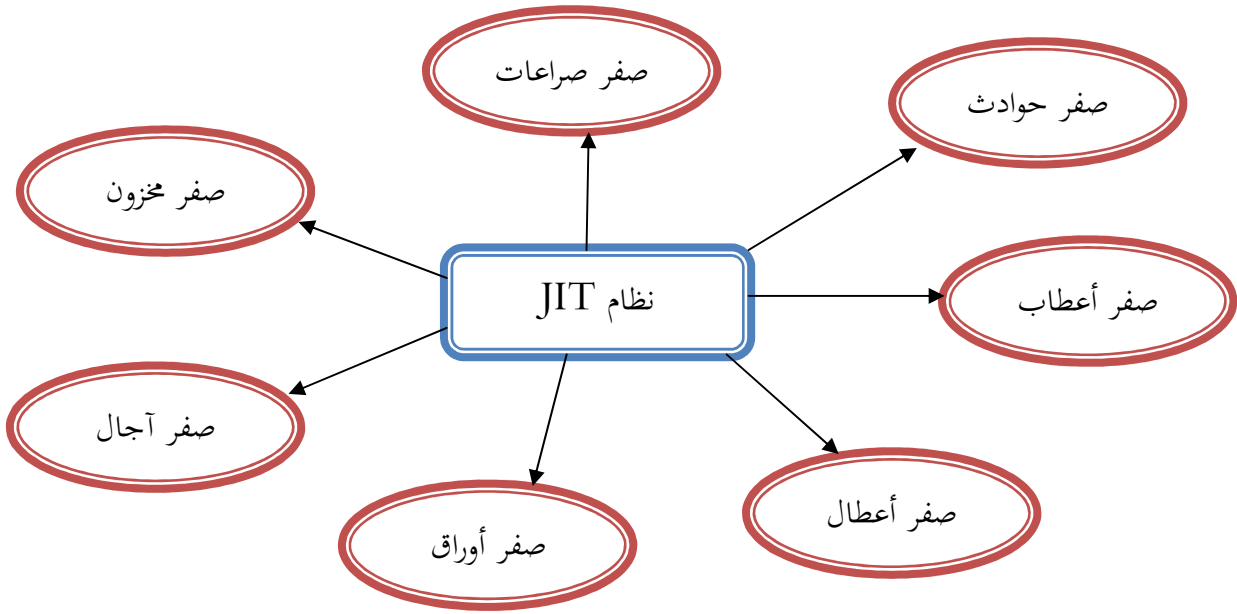 صفر صراعات
صفر حوادث
صفر مخزون
نظام JIT
صفر أعطاب
صفر آجال
صفر أعطال
صفر أوراق